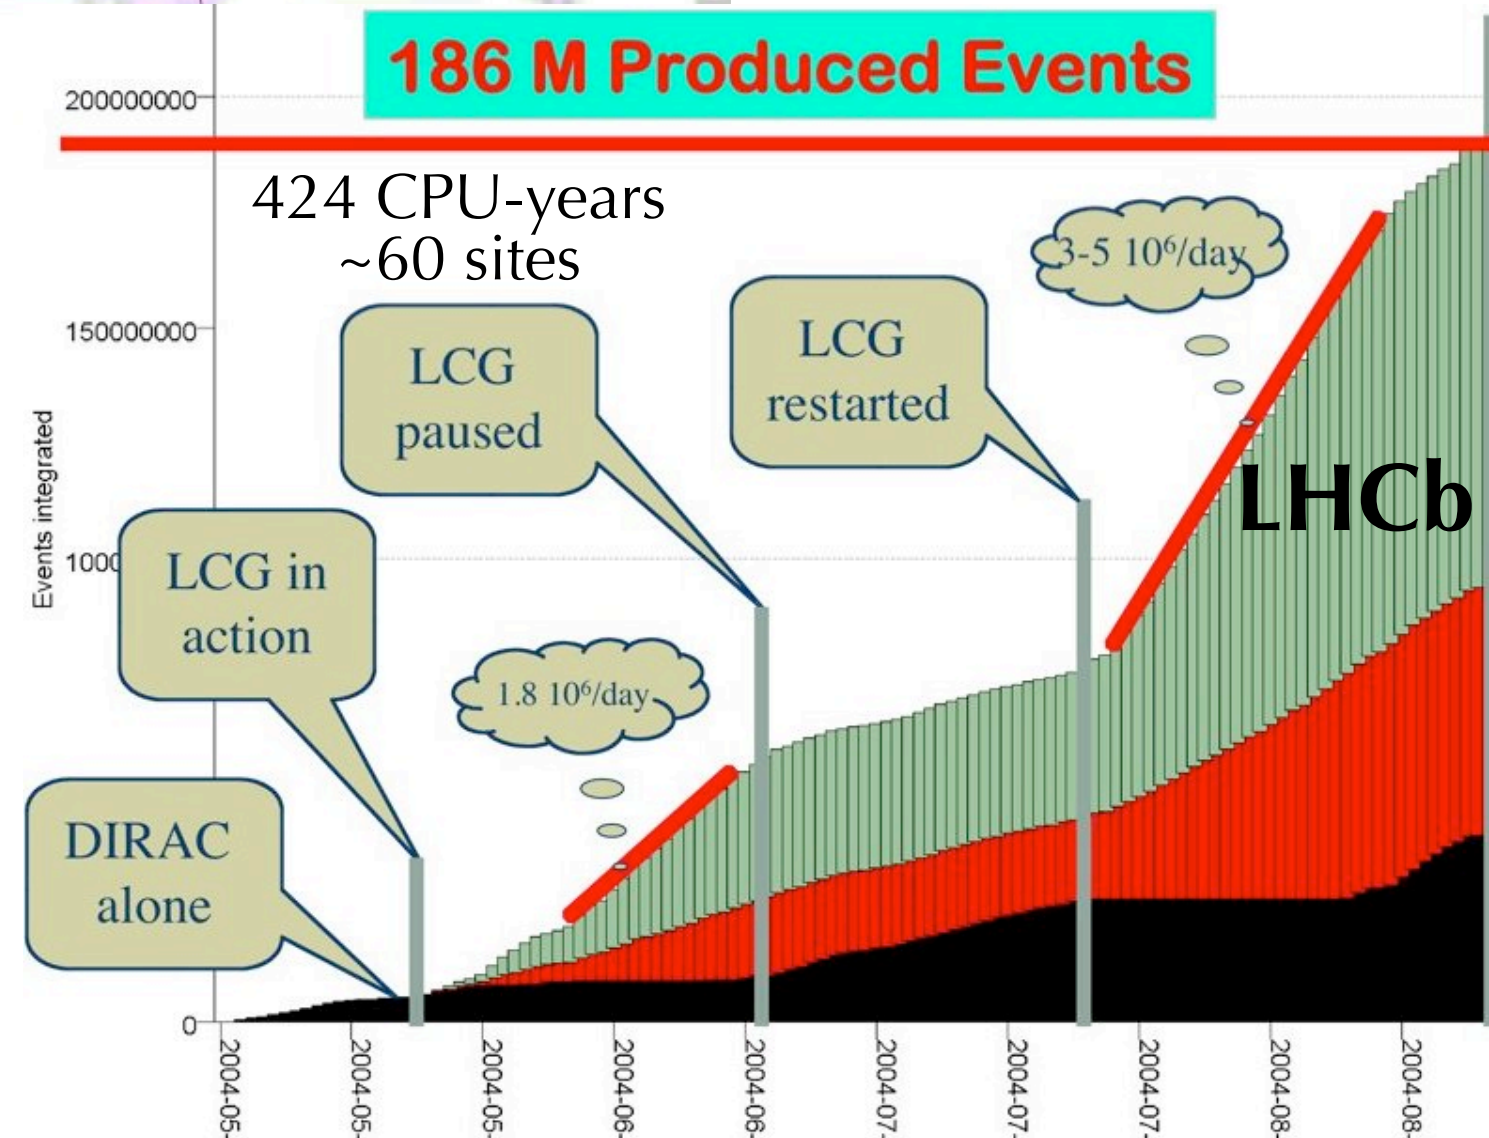 186 M Produced Events
200000000
424 CPU-years
~60 sites
3-5 10⁶/day
LCG
restarted
150000000
LCG
paused
Events integrated
LHCb
1000
LCG in
action
1.8 10⁶/day
DIRAC
alone
0
2004-05-
2004-05-
2004-05-
2004-06-
2004-06-
2004-07-
2004-07-
2004-07-
2004-08-
2004-08-